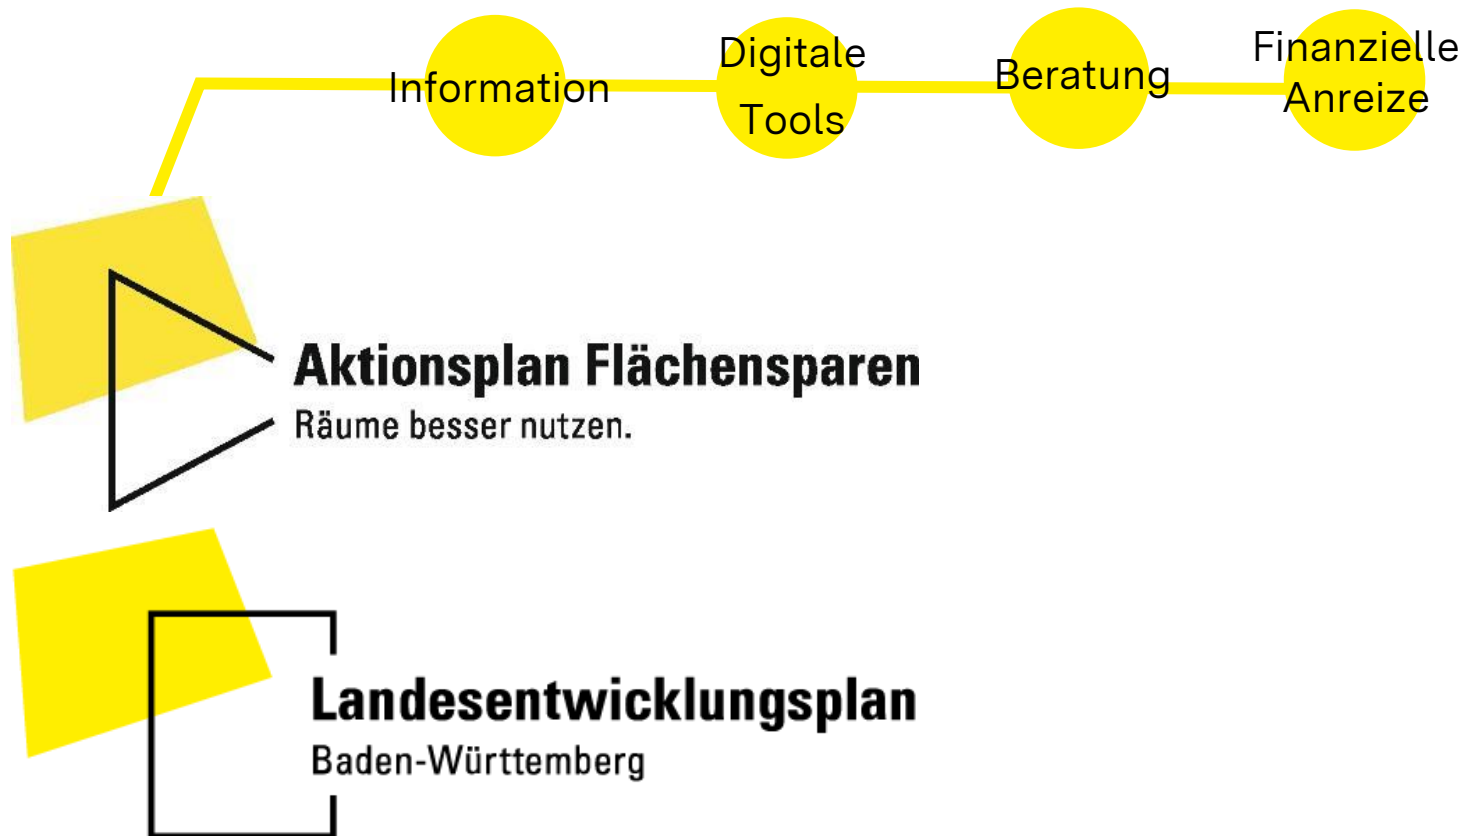 Information
Digitale
Tools
Beratung
Finanzielle
Anreize
Aktionsplan Flächensparen
Räume besser nutzen.
Landesentwicklungsplan
Baden-Württemberg